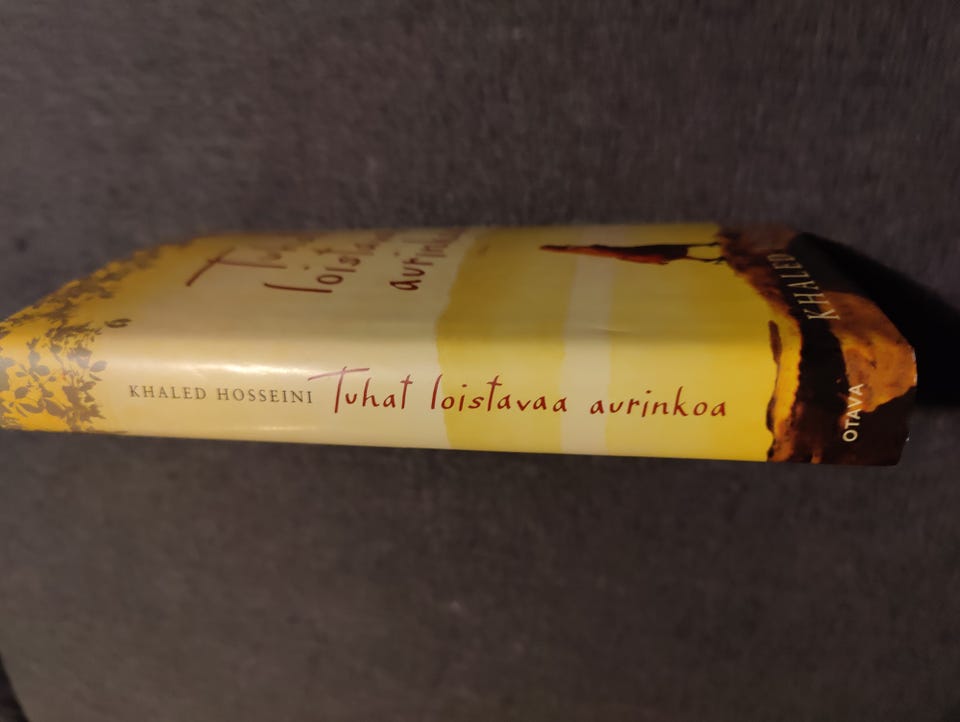 KHALED HOSSEINI Tuhat loistavaa aurinkoa
OTAVA
KHALED